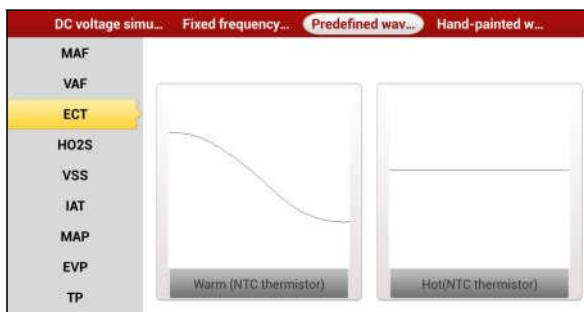 DC voltage simu... Fixed frequency... Predefined wav... Hand-painted w...
MAF
VAF
ECT
HO2S
VSS
IAT
MAP
EVP
TP
Warm (NTC thermistor)
Hot(NTC thermistor)